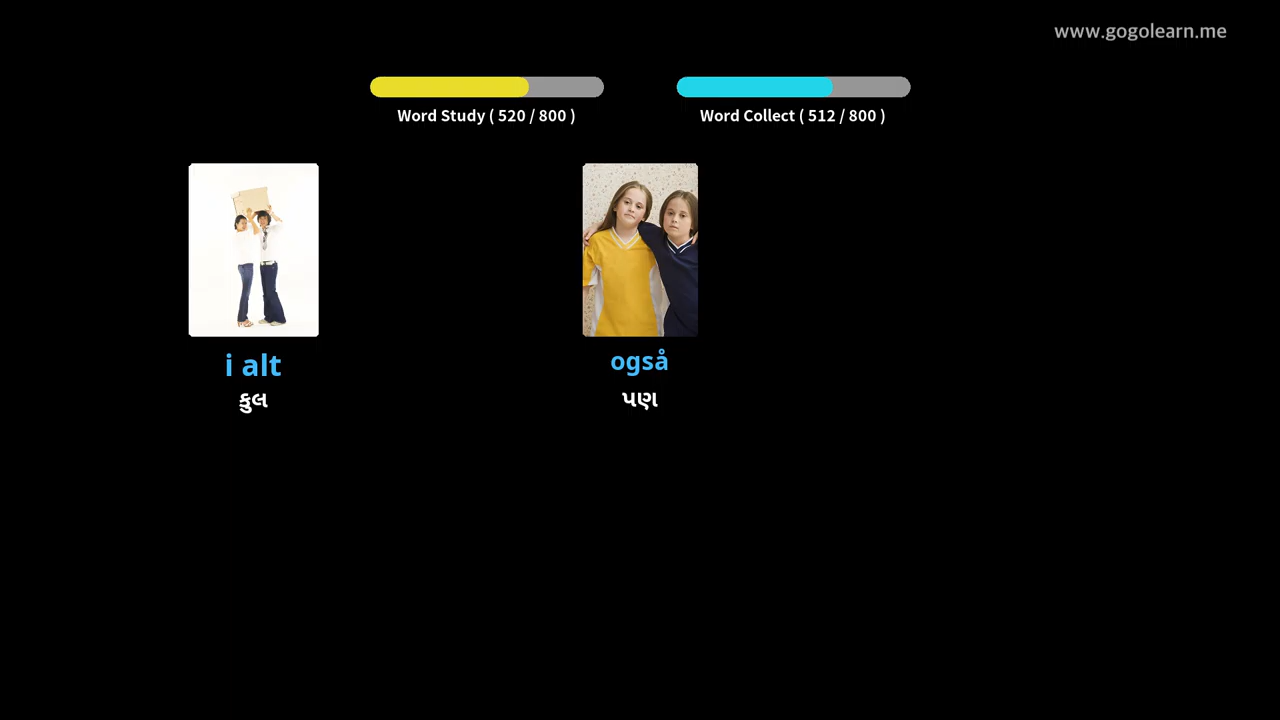 www.gogolearn.me
Word Study ( 520 / 800 )
Word Collect ( 512 / 800 )
i alt
કુલ
også
પણ